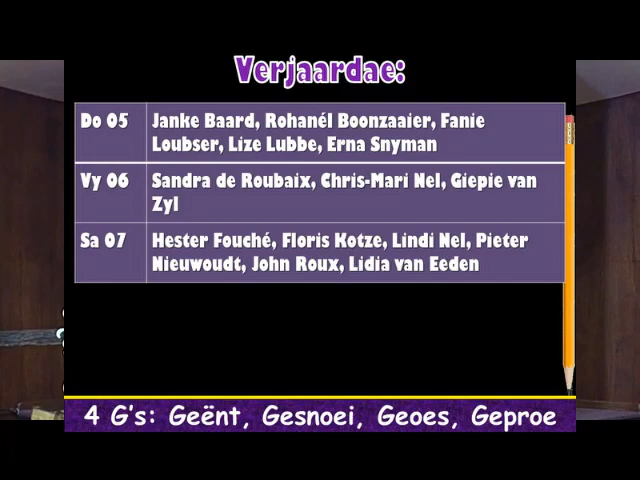 Verjaardae:
Do 05 Janke Baard, Rohanél Boonzaaier, Fanie
Loubser, Lize Lubbe, Erna Snyman
Vy 06 Sandra de Roubaix, Chris-Mari Nel, Giepie van
Zyl
Sa 07 Hester Fouché, Floris Kotze, Lindi Nel, Pieter
Nieuwoudt, John Roux, Lidia van Eeden
4 G's: Geënt, Gesnoei, Geoes, Geproe